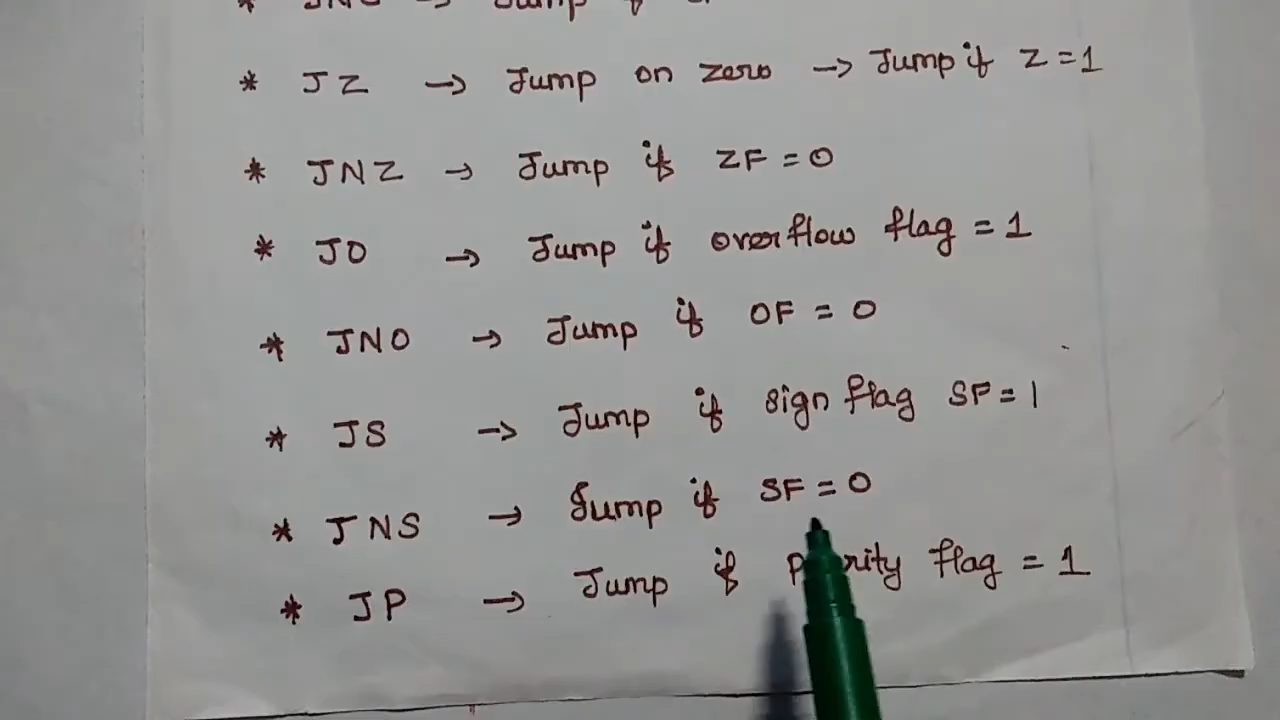 * JZ → Jump on zero → Jump if Z = 1
* JNZ → Jump if ZF = 0
* JO → Jump if overflow flag = 1
* JNO → Jump if OF = 0
* JS → Jump if sign flag SF = 1
* JNS → Jump if SF = 0
* JP → Jump if parity flag = 1